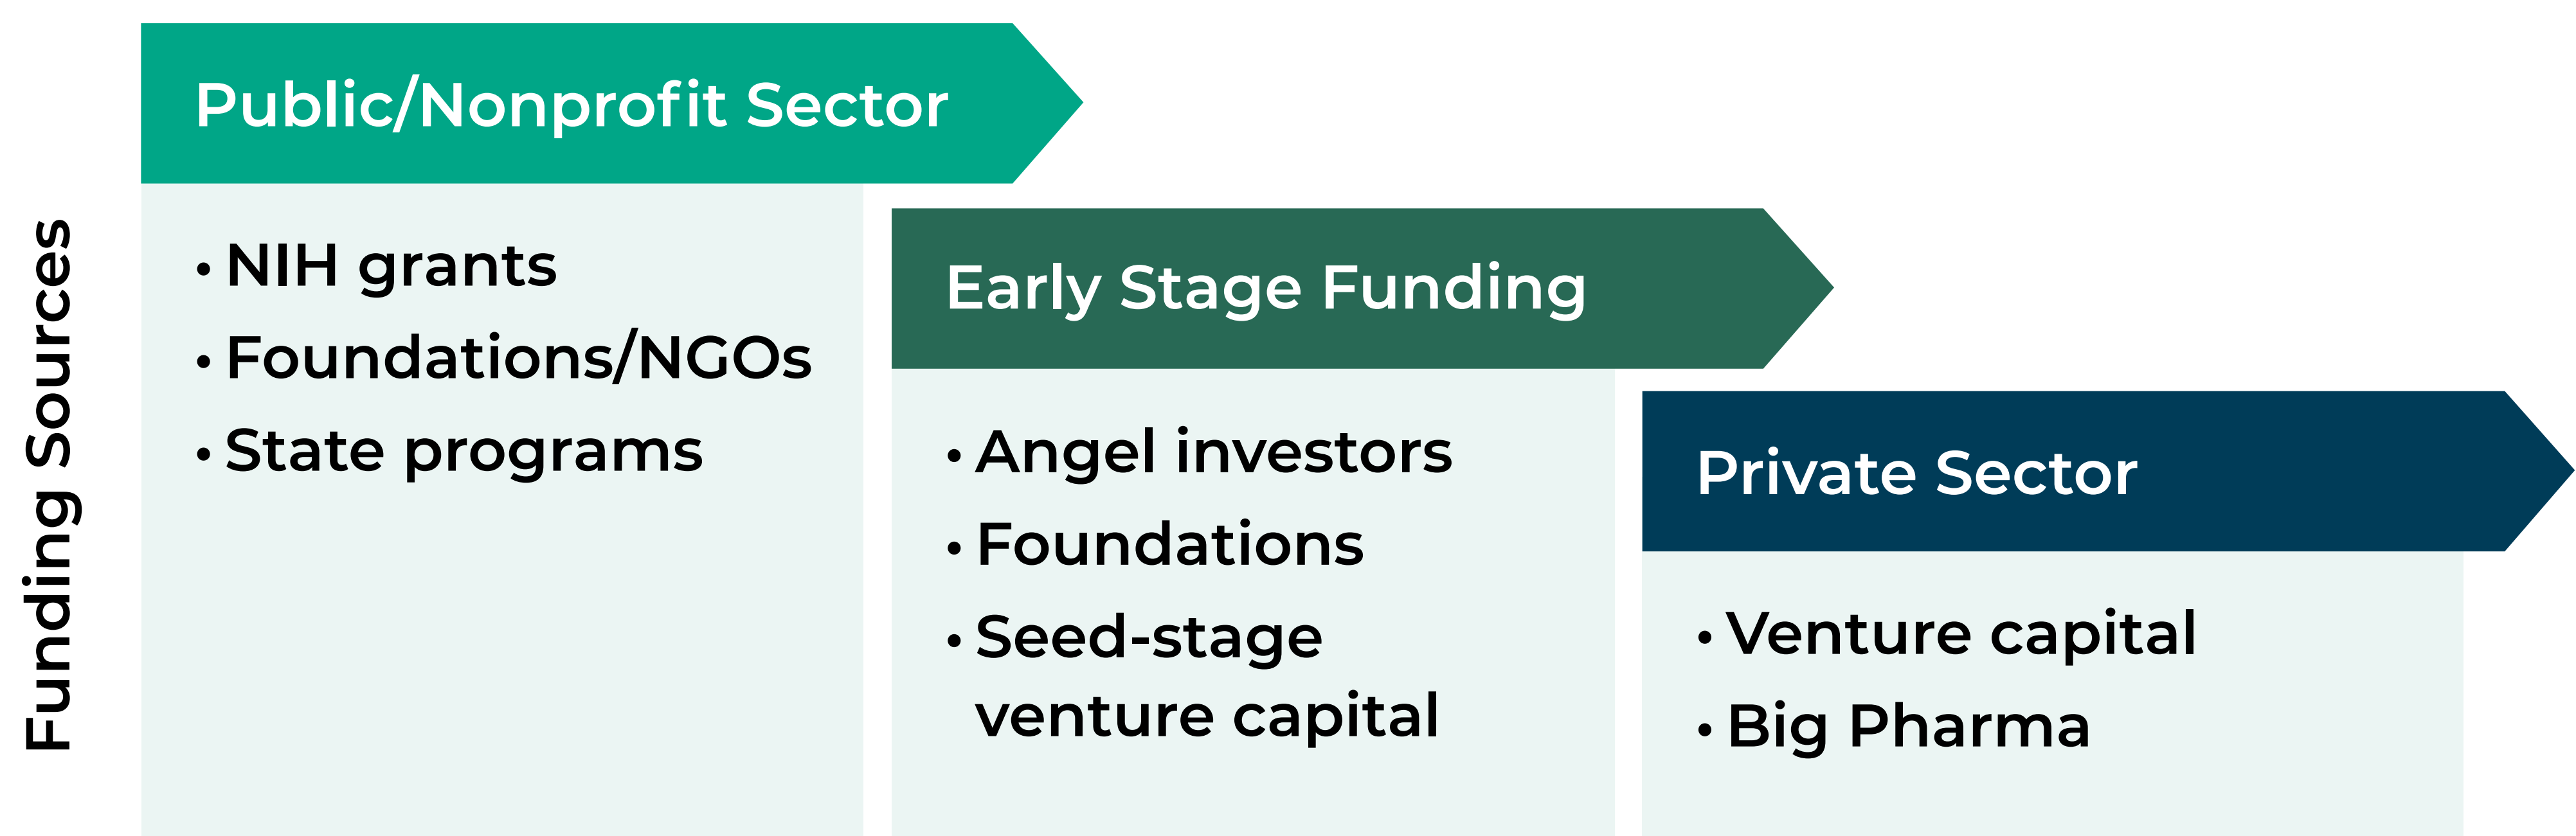 Funding Sources
Public/Nonprofit Sector
• NIH grants
• Foundations/NGOs
• State programs
Early Stage Funding
• Angel investors
• Foundations
• Seed-stage
venture capital
Private Sector
• Venture capital
• Big Pharma